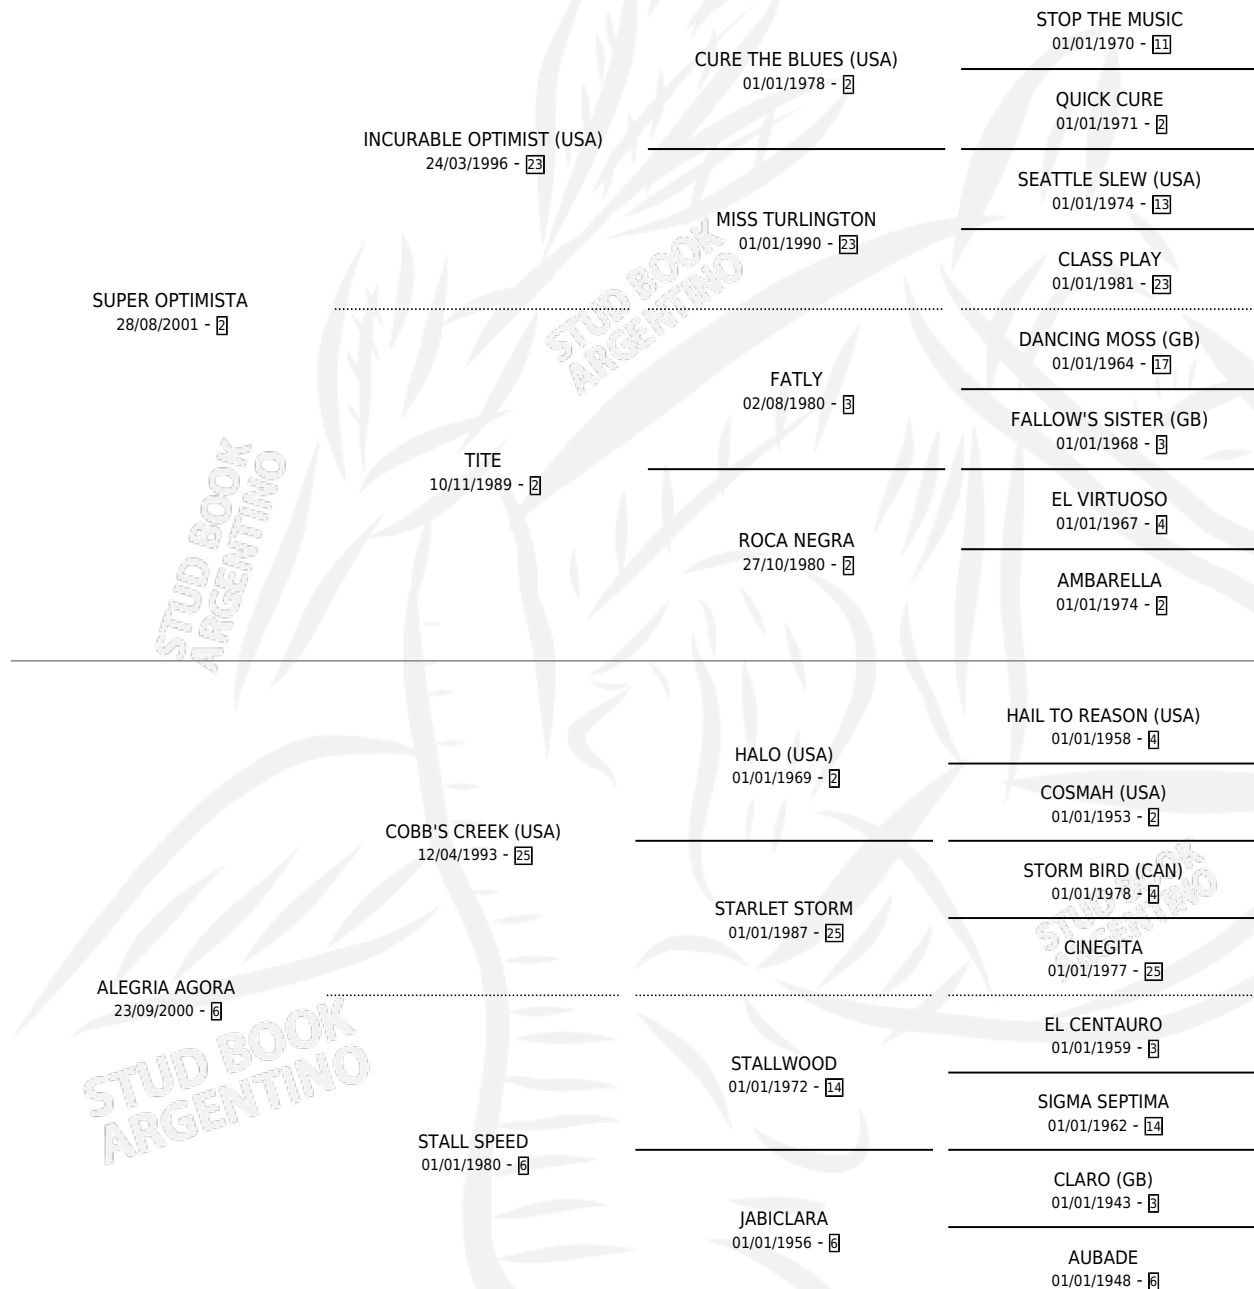 STOP THE MUSIC
01/01/1970 - 11
CURE THE BLUES (USA)
01/01/1978 - 2
QUICK CURE
01/01/1971 - 2
INCURABLE OPTIMIST (USA)
24/03/1996 - 23
SEATTLE SLEW (USA)
01/01/1974 - 13
MISS TURLINGTON
01/01/1990 - 23
CLASS PLAY
01/01/1981 - 23
SUPER OPTIMISTA
28/08/2001 - 2
STUD BOOK
ARGENTINO
DANCING MOSS (GB)
01/01/1964 - 17
FATLY
02/08/1980 - 3
FALLOW'S SISTER (GB)
01/01/1968 - 3
TITE
10/11/1989 - 2
EL VIRTUOSO
01/01/1967 - 4
ROCA NEGRA
27/10/1980 - 2
AMBARELLA
01/01/1974 - 2
STUD BOOK
ARGENTINO
HAIL TO REASON (USA)
01/01/1958 - 4
HALO (USA)
01/01/1969 - 2
COSMAH (USA)
01/01/1953 - 2
COBB'S CREEK (USA)
12/04/1993 - 25
STORM BIRD (CAN)
01/01/1978 - 4
STARLET STORM
01/01/1987 - 25
STUD BOOK
ARGENTINO
CINEGITA
01/01/1977 - 25
ALEGRIA AGORA
23/09/2000 - 6
STUD BOOK
ARGENTINO
EL CENTAURO
01/01/1959 - 3
STALLWOOD
01/01/1972 - 14
SIGMA SEPTIMA
01/01/1962 - 14
STALL SPEED
01/01/1980 - 6
CLARO (GB)
01/01/1943 - 3
JABICLARA
01/01/1956 - 6
AUBADE
01/01/1948 - 6